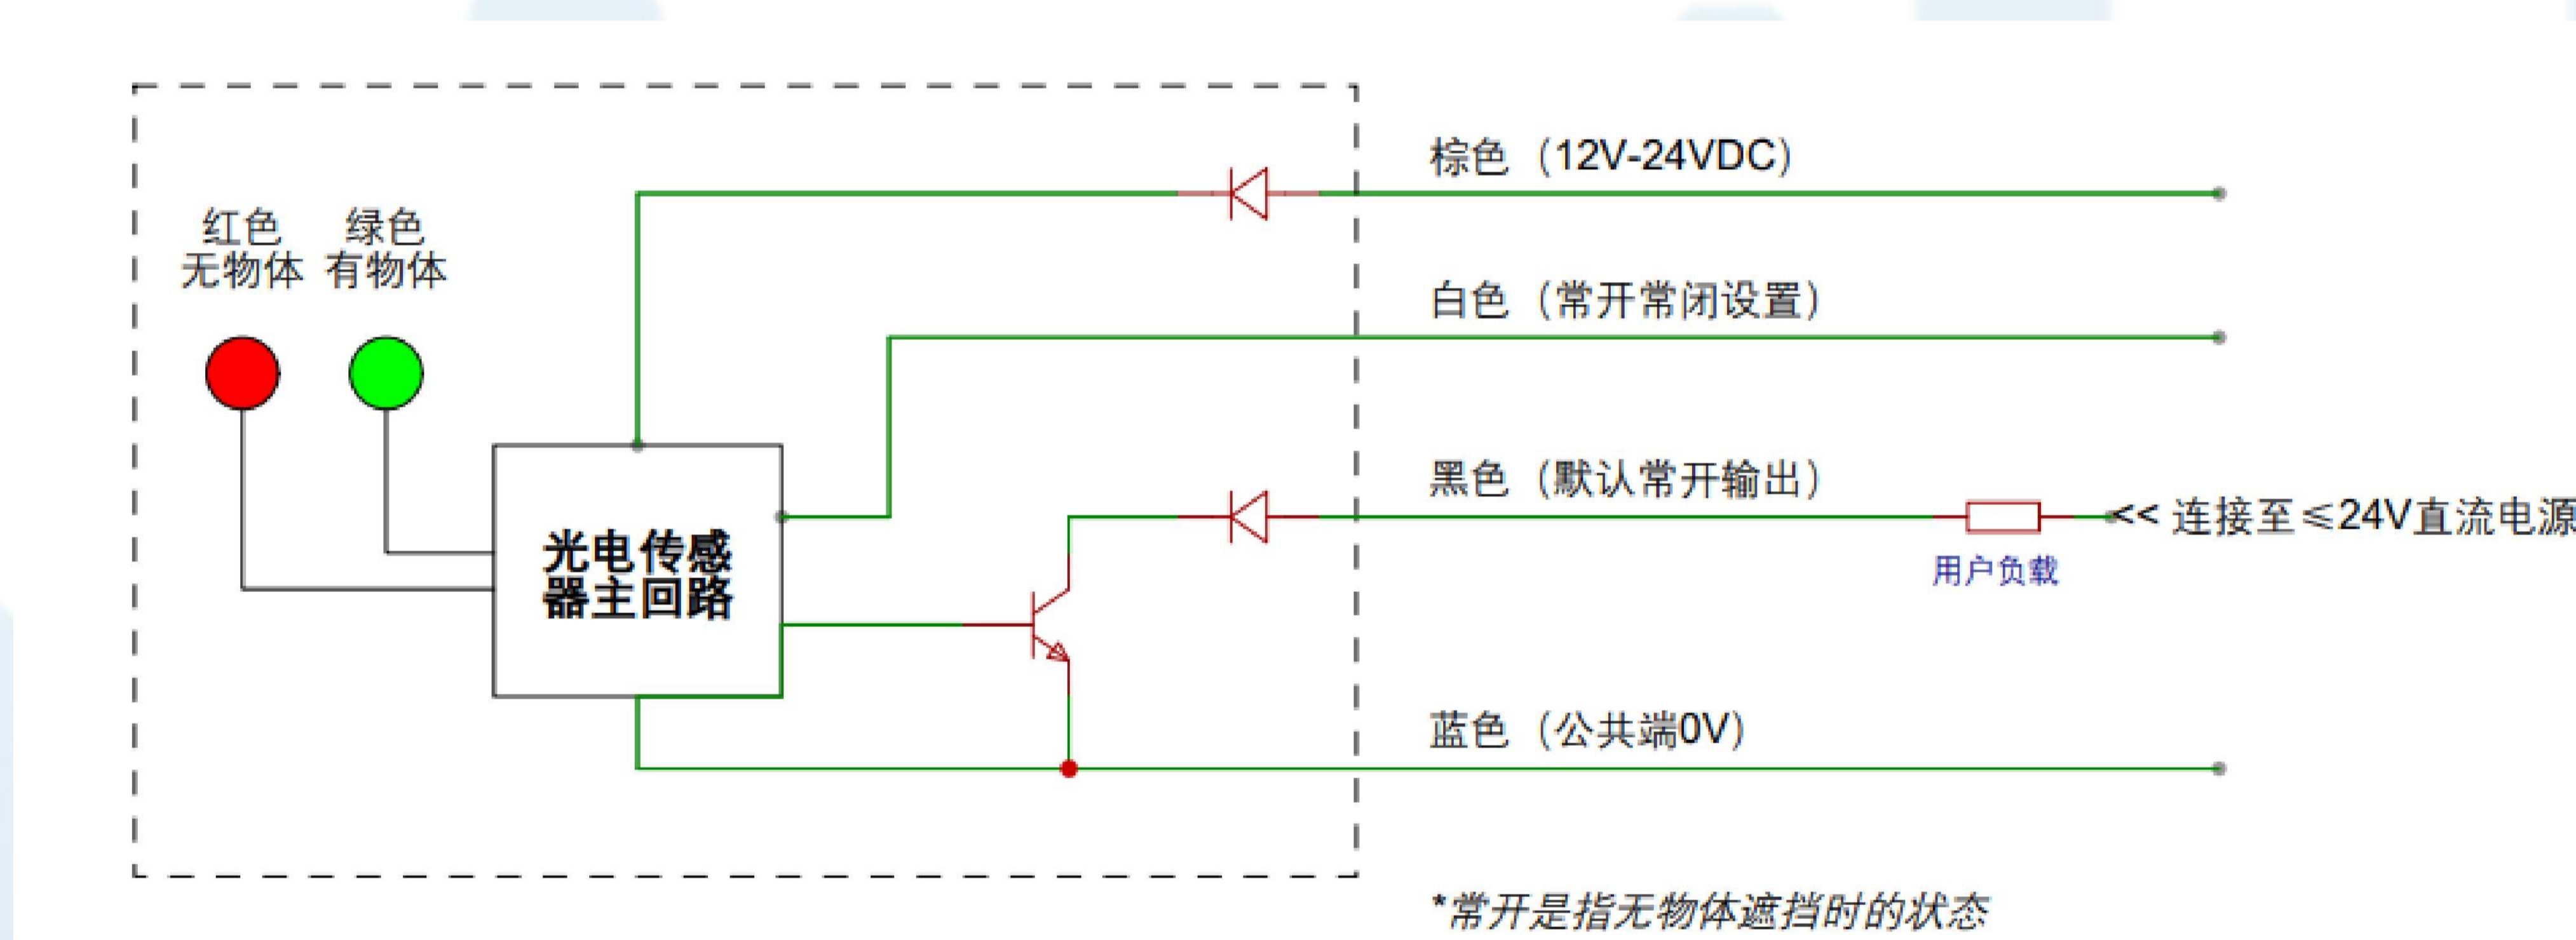 棕色（12V-24VDC）
红色
无物体
绿色
有物体
白色（常开常闭设置）
黑色（默认常开输出）
<< 连接至≤24V直流电源
用户负载
光电传感
器主回路
蓝色（公共端0V）
*常开是指无物体遮挡时的状态